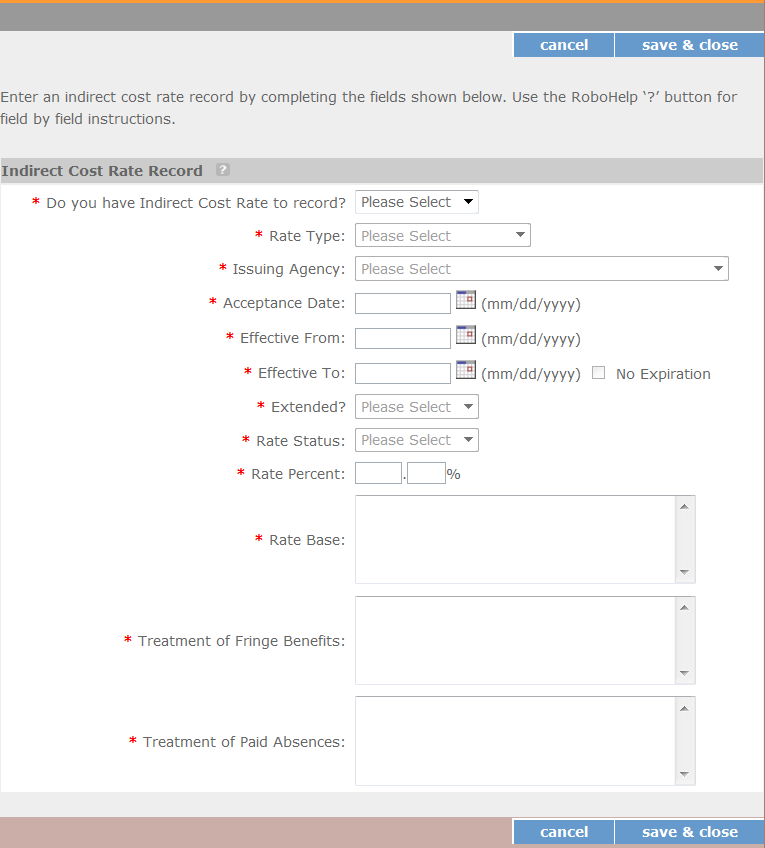 cancel save & close
Enter an indirect cost rate record by completing the fields shown below. Use the RoboHelp ‘?’ button for
field by field instructions.
Indirect Cost Rate Record ?
* Do you have Indirect Cost Rate to record? Please Select
* Rate Type: Please Select
* Issuing Agency: Please Select
* Acceptance Date: (mm/dd/yyyy)
* Effective From: (mm/dd/yyyy)
* Effective To: (mm/dd/yyyy) No Expiration
* Extended? Please Select
* Rate Status: Please Select
* Rate Percent: . %
* Rate Base:
* Treatment of Fringe Benefits:
* Treatment of Paid Absences:
cancel save & close